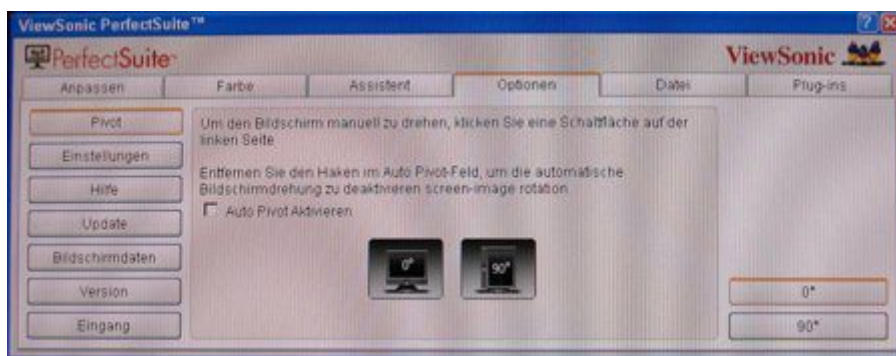 ViewSonic PerfectSuite™
PerfectSuite™
ViewSonic
Anpassen
Farbe
Assistent
Optionen
Datei
Plug-ins
Pivot
Einstellungen
Hilfe
Update
Bildschirmdaten
Version
Eingang
Um den Bildschirm manuell zu drehen, klicken Sie eine Schaltfläche auf der
linken Seite
Entfernen Sie den Haken im Auto Pivot-Feld, um die automatische
Bildschirmdrehung zu deaktivieren screen-image rotation
Auto Pivot Aktivieren
0°
90°
0°
90°